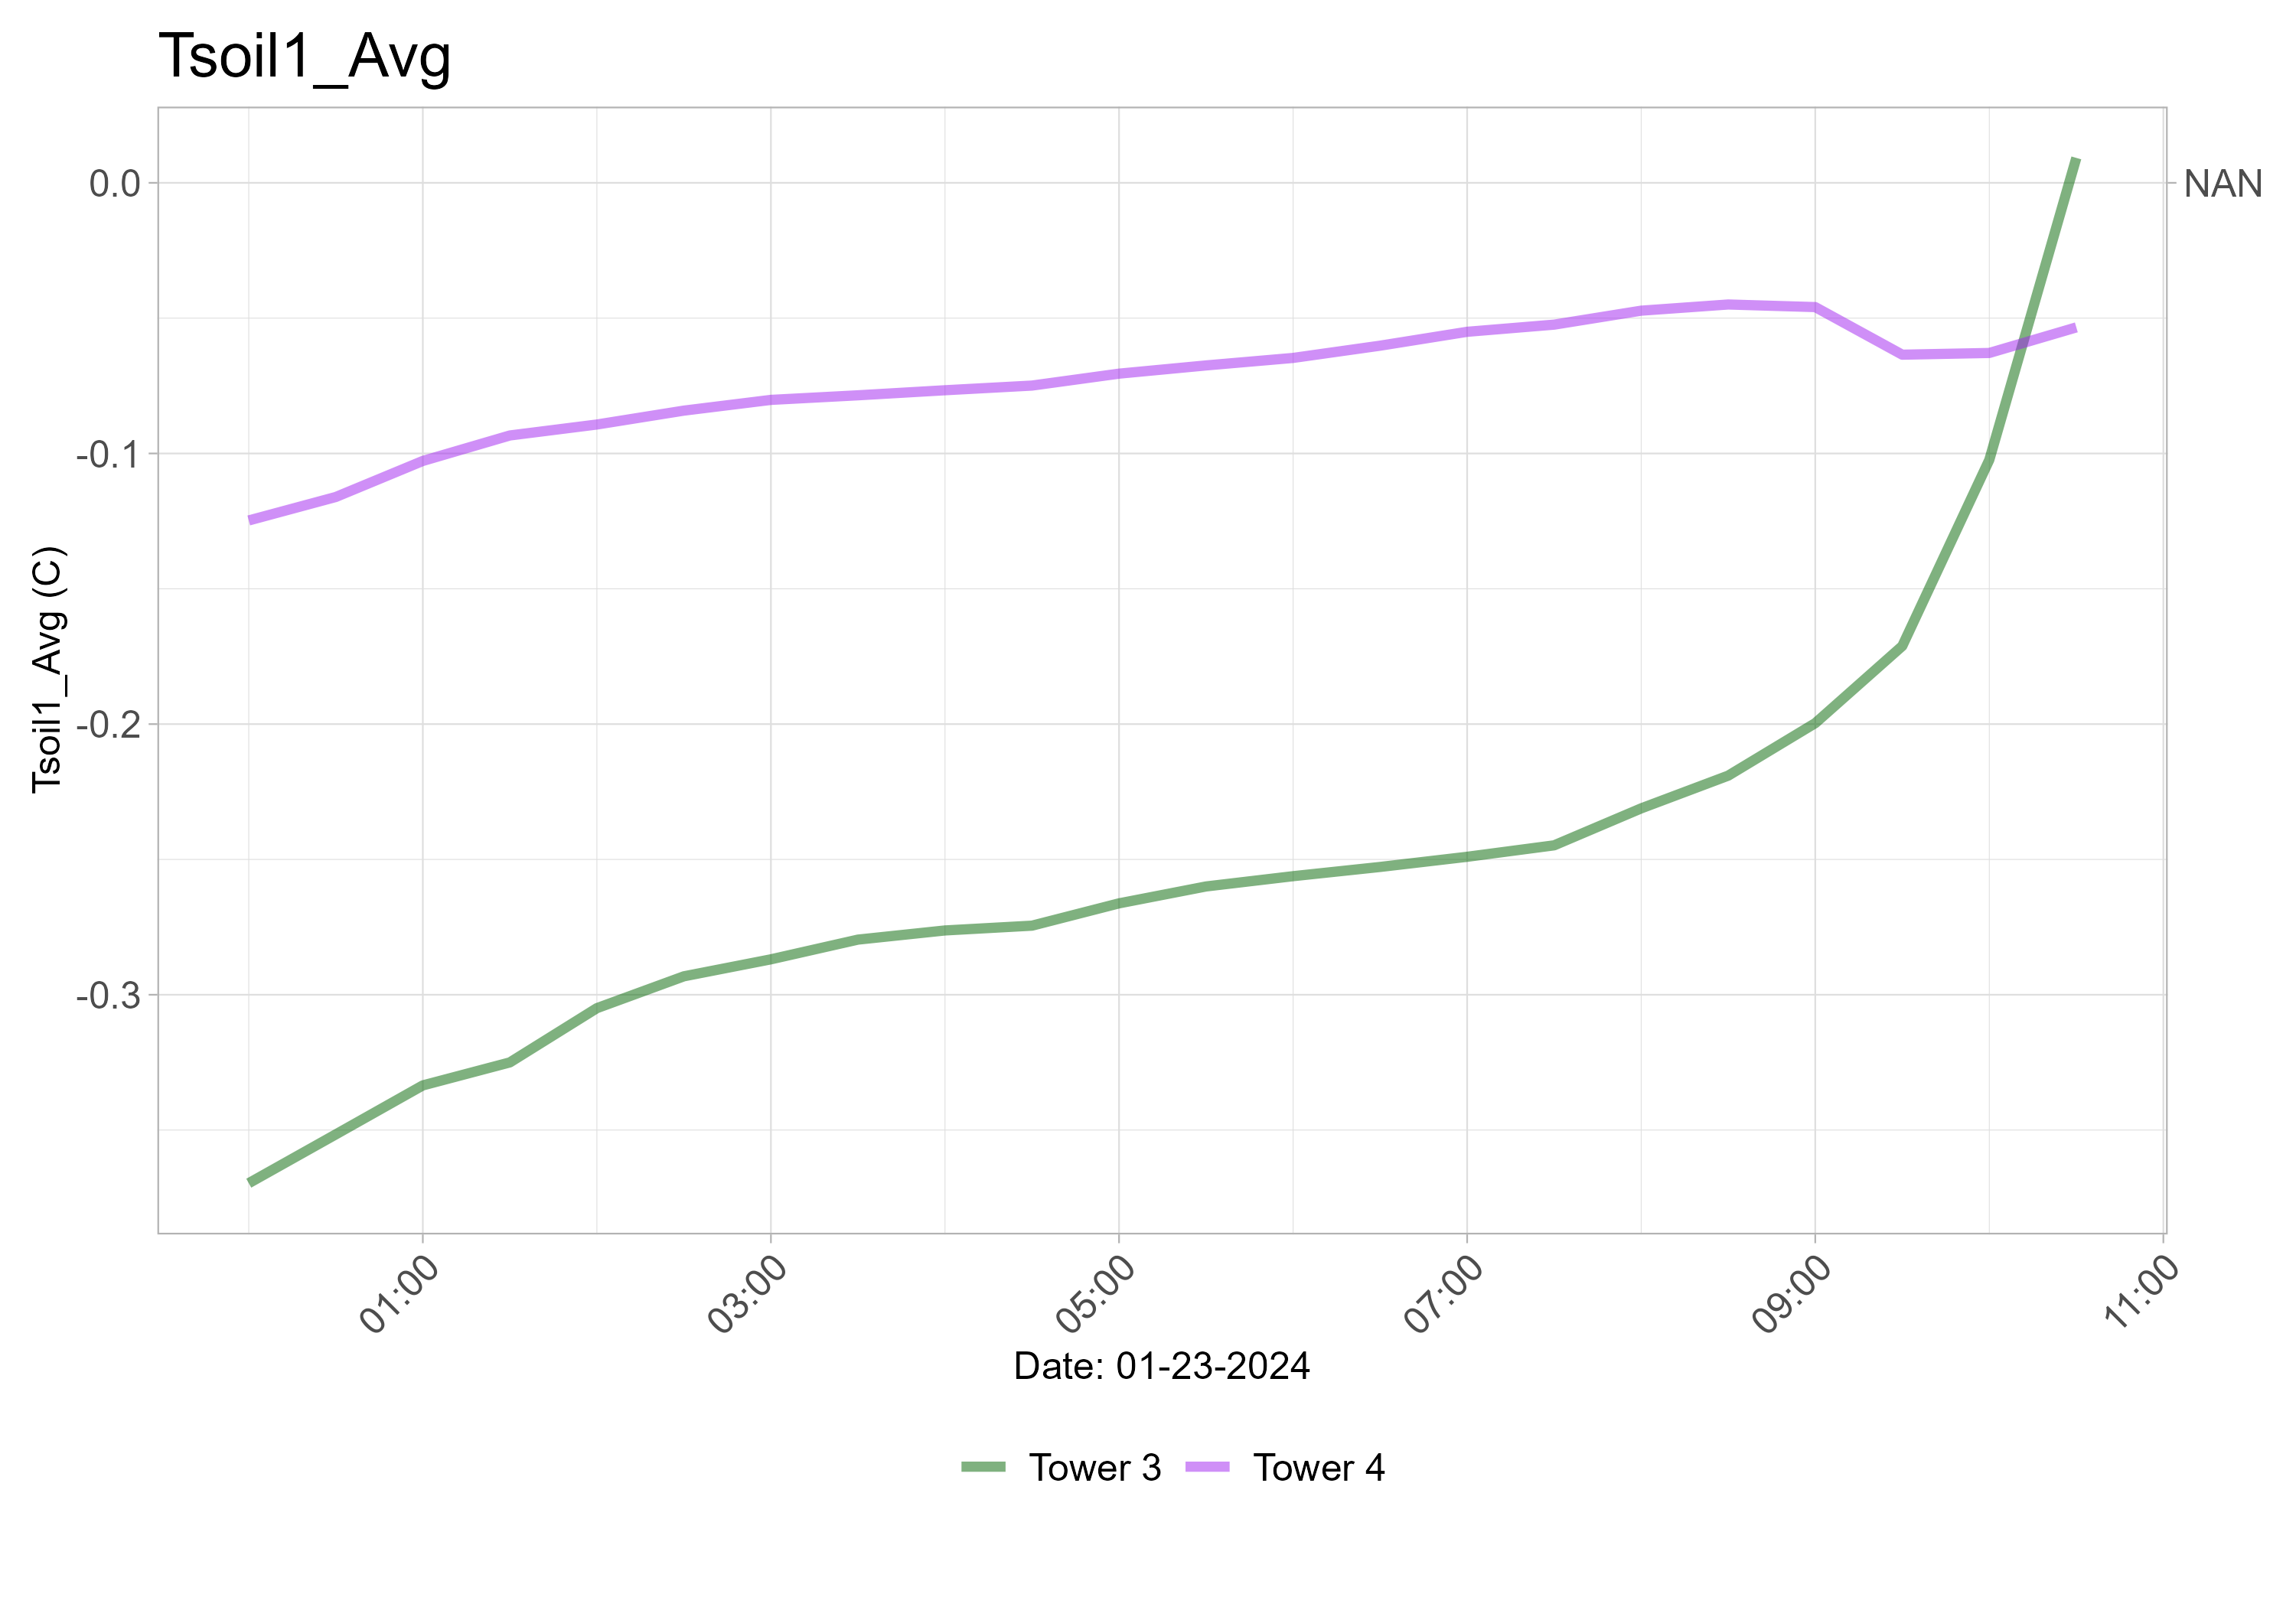 Tsoil1_Avg
0.0
NAN
-0.1
-0.2
-0.3
Tsoil1_Avg (C)
01:00 03:00 05:00 07:00 09:00 11:00
Date: 01-23-2024
Tower 3 Tower 4